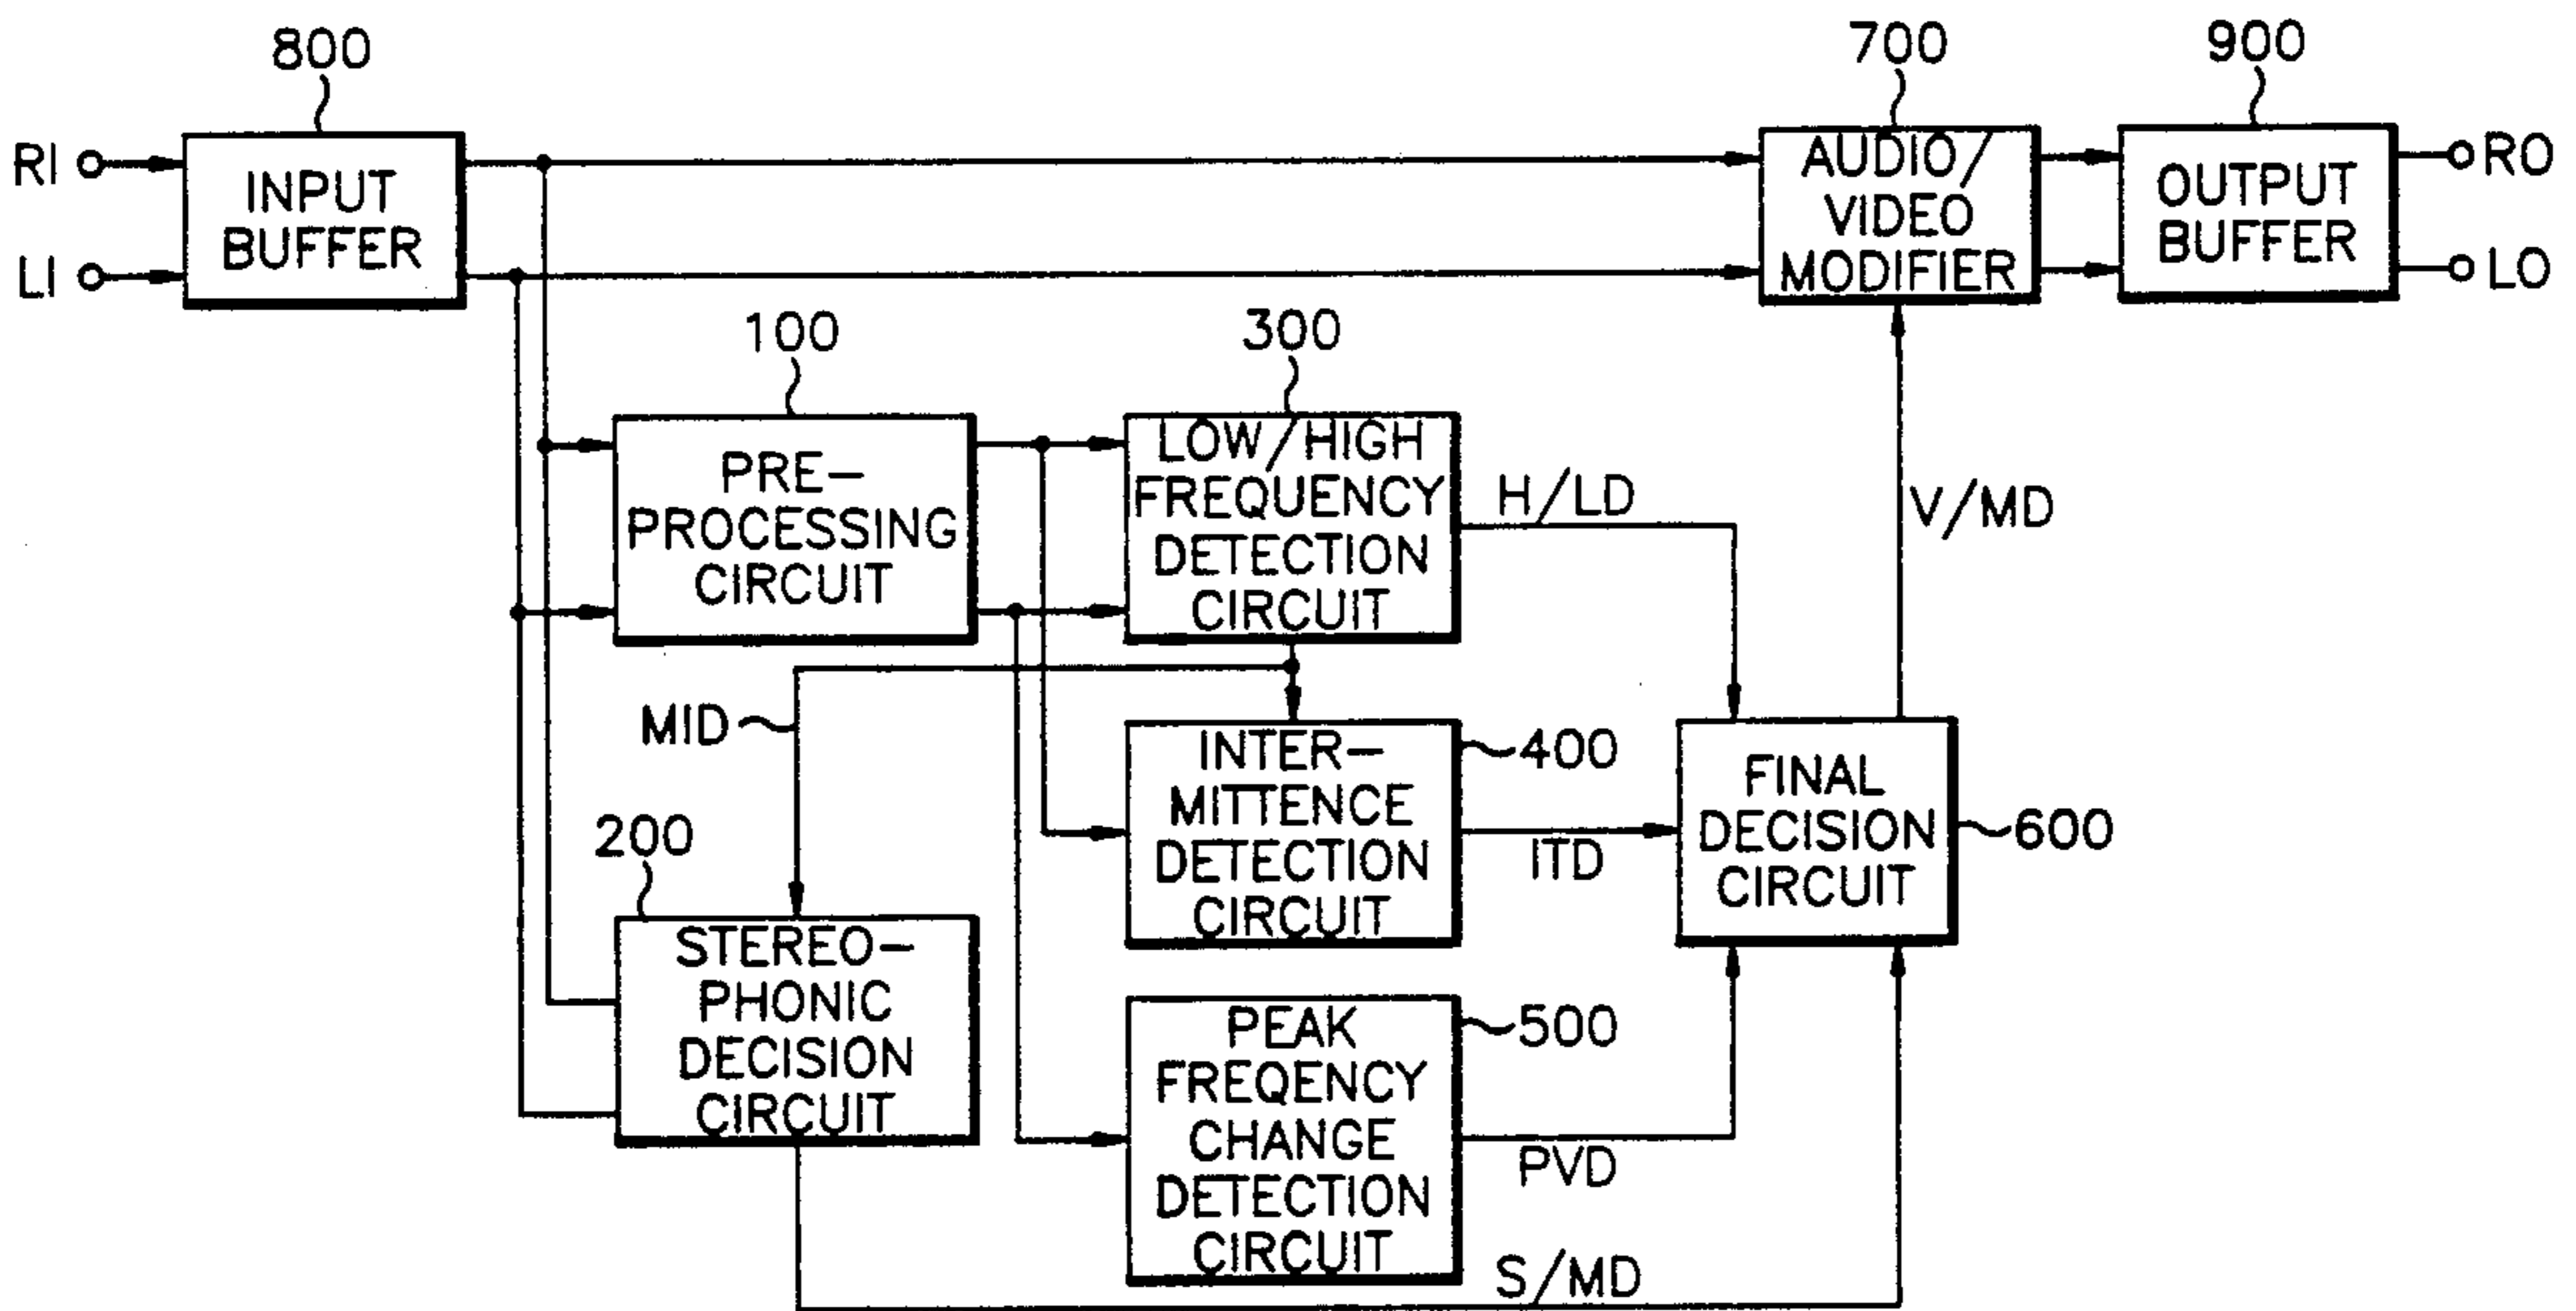 800
700
900
RI
LI
INPUT
BUFFER
AUDIO/
VIDEO
MODIFIER
OUTPUT
BUFFER
RO
LO
100
300
PRE-
PROCESSING
CIRCUIT
LOW/HIGH
FREQUENCY
DETECTION
CIRCUIT
H/LD
V/MD
MID
INTER-
MITTENCE
DETECTION
CIRCUIT
400
ITD
FINAL
DECISION
CIRCUIT
600
200
STEREO-
PHONIC
DECISION
CIRCUIT
PEAK
FREQENCY
CHANGE
DETECTION
CIRCUIT
500
PVD
S/MD